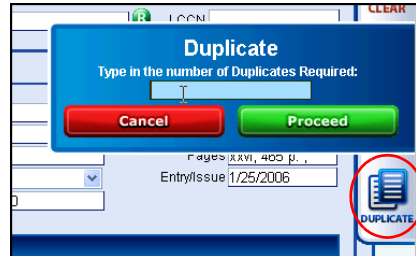 R LCCN
CLEAR
Duplicate
Type in the number of Duplicates Required:
Cancel Proceed
Pages xxvi, 465 p. ,
Entry/Issue 1/25/2006
0
DUPLICATE